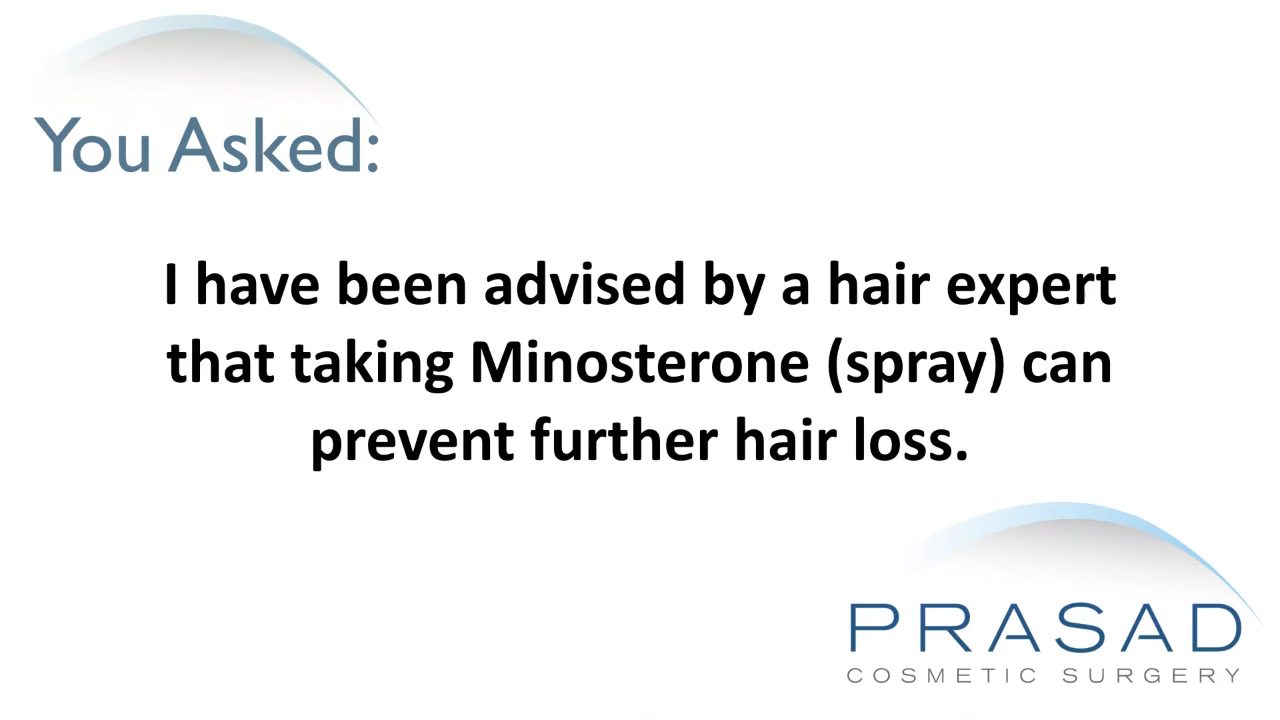 You Asked:
I have been advised by a hair expert
that taking Minosterone (spray) can
prevent further hair loss.
PRASAD
COSMETIC SURGERY